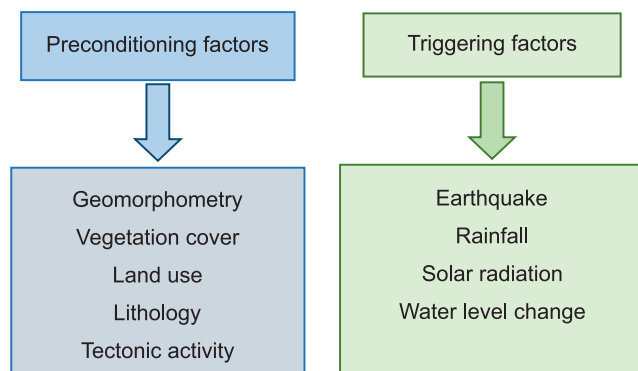 Preconditioning factors
Geomorphometry
Vegetation cover
Land use
Lithology
Tectonic activity
Triggering factors
Earthquake
Rainfall
Solar radiation
Water level change